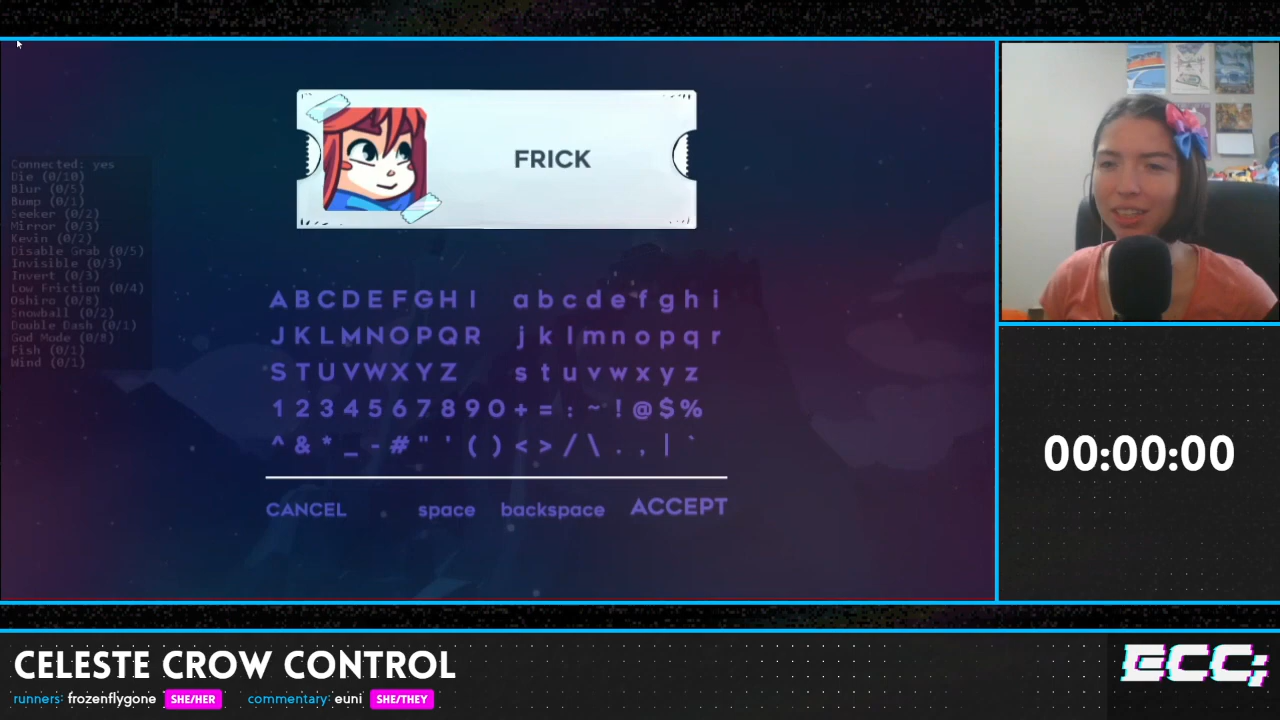 FRICK
Connected: yes
Die (0/10)
Blur (0/5)
Bump (0/1)
Seeker (0/2)
Mirror (0/3)
Kevin (0/2)
Disable Grab (0/5)
Invisible (0/3)
Invert (0/3)
Low Friction (0/4)
Oshiro (0/8)
Snowball (0/2)
Double Dash (0/1)
God Mode (0/8)
Fish (0/1)
Wind (0/1)
A B C D E F G H I a b c d e f g h i
J K L M N O P Q R j k l m n o p q r
S T U V W X Y Z s t u v w x y z
1 2 3 4 5 6 7 8 9 0 + = : ~ ! @ $ %
^ & * _ - # " ' ( ) < > / \ . , | `
CANCEL space backspace ACCEPT
00:00:00
CELESTE CROW CONTROL
runners: frozenflygone SHE/HER commentary: euni SHE/THEY
ECC;